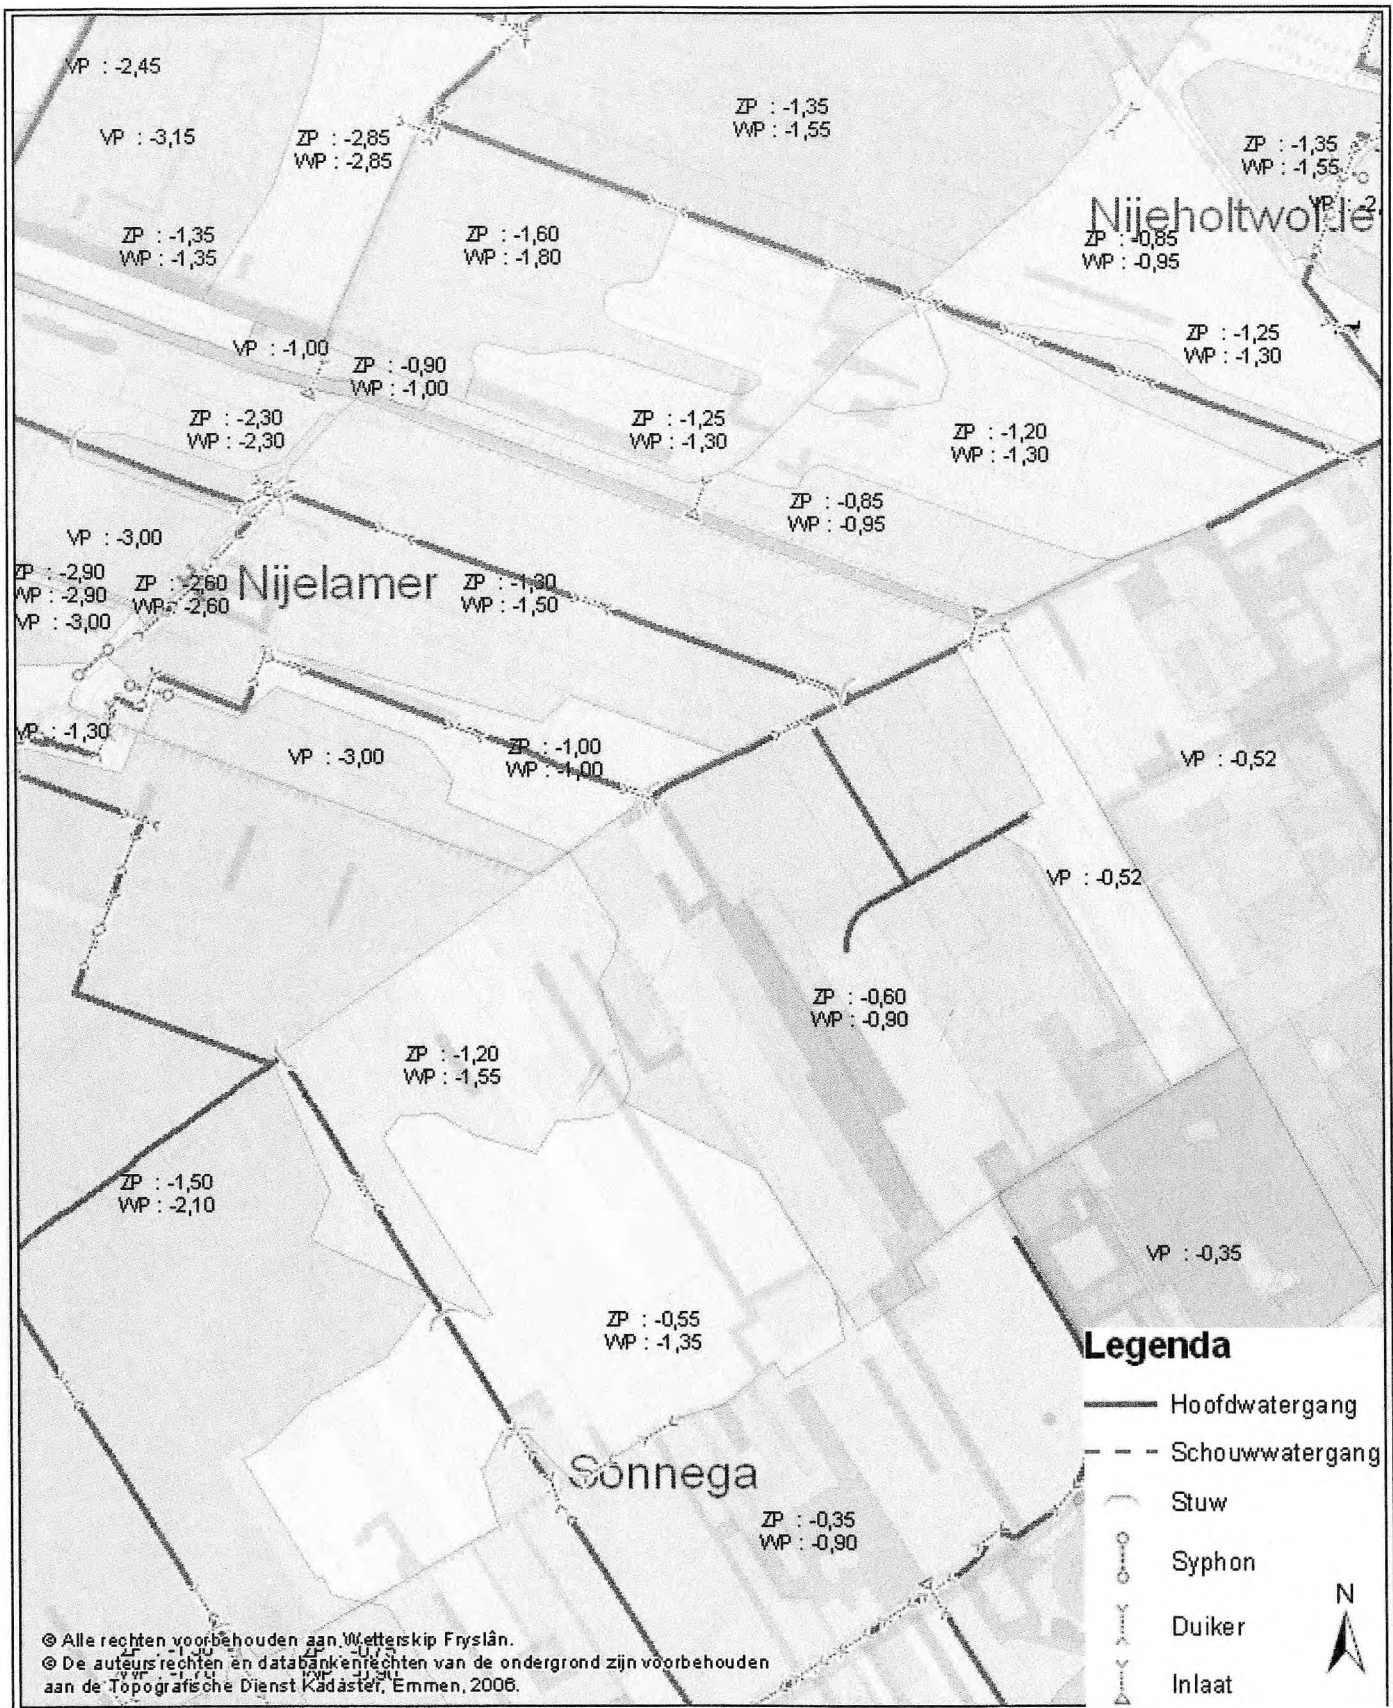 VP : -2,45
VP : -3,15
ZP : -2,85
WP : -2,85
ZP : -1,35
WP : -1,55
ZP : -1,35
WP : -1,55
Nijeholtwolde
ZP : -1,35
WP : -1,35
ZP : -1,60
WP : -1,80
ZP : -0,85
WP : -0,95
VP : -1,00
ZP : -0,90
WP : -1,00
ZP : -1,25
WP : -1,30
ZP : -2,30
WP : -2,30
ZP : -1,25
WP : -1,30
ZP : -1,20
WP : -1,30
ZP : -0,85
WP : -0,95
VP : -3,00
ZP : -2,90
WP : -2,90
VP : -3,00
ZP : -2,60
WP : -2,60
Nijelamer
ZP : -1,30
WP : -1,50
VP : -1,30
VP : -3,00
ZP : -1,00
WP : -1,00
VP : -0,52
VP : -0,52
ZP : -0,60
WP : -0,90
ZP : -1,20
WP : -1,55
ZP : -1,50
WP : -2,10
VP : -0,35
ZP : -0,55
WP : -1,35
Sonnega
ZP : -0,35
WP : -0,90
Legenda
Hoofdwatergang
Schouwwatergang
Stuw
Syphon
Duiker
Inlaat
N
© Alle rechten voorbehouden aan Wetterskip Fryslân.
© De auteursrechten en databankenrechten van de ondergrond zijn voorbehouden
aan de Topografische Dienst Kadaster, Emmen, 2006.